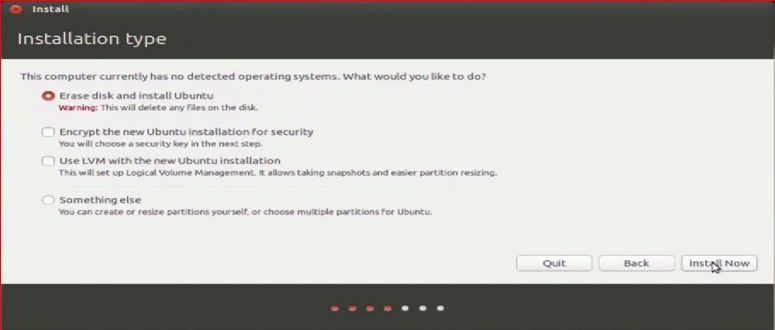 Install
Installation type
This computer currently has no detected operating systems. What would you like to do?
Erase disk and install Ubuntu
Warning: This will delete any files on the disk.
Encrypt the new Ubuntu installation for security
You will choose a security key in the next step.
Use LVM with the new Ubuntu installation
This will set up Logical Volume Management. It allows taking snapshots and easier partition resizing.
Something else
You can create or resize partitions yourself, or choose multiple partitions for Ubuntu.
Quit Back Install Now